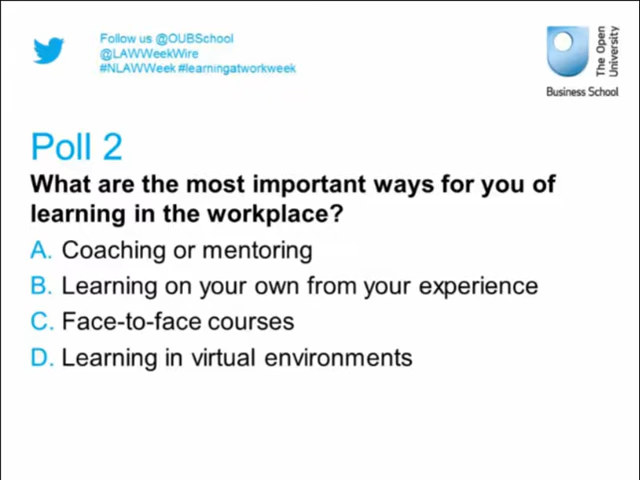 Follow us @OUBSchool
@LAWWeekWire
#NLAWWeek #learningatworkweek
The Open
University
Business School
Poll 2
What are the most important ways for you of
learning in the workplace?
A. Coaching or mentoring
B. Learning on your own from your experience
C. Face-to-face courses
D. Learning in virtual environments